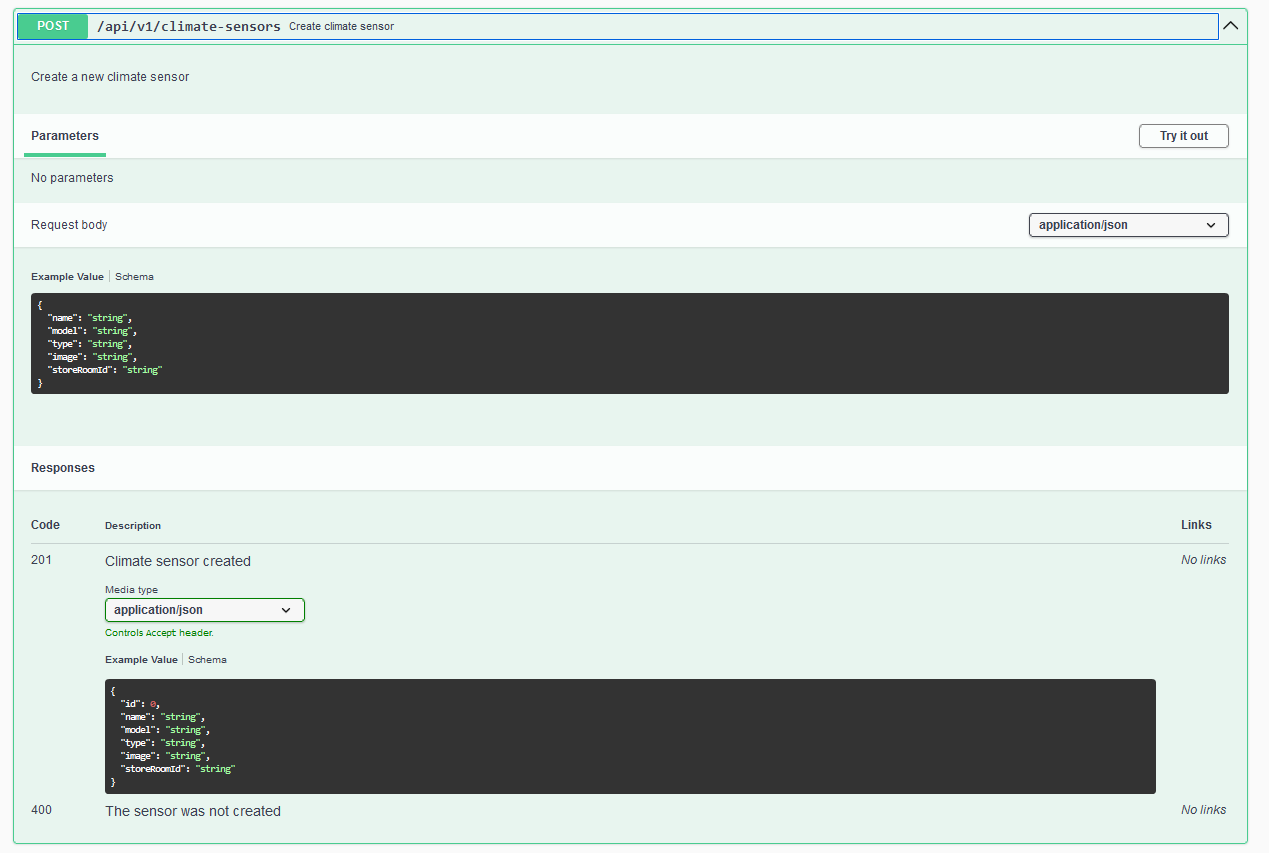 POST /api/v1/climate-sensors Create climate sensor
Create a new climate sensor
Parameters
Try it out
No parameters
Request body
application/json
Example Value Schema
{
"name": "string",
"model": "string",
"type": "string",
"image": "string",
"storeRoomId": "string"
}
Responses
Code Description Links
201 Climate sensor created No links
Media type
application/json
Controls Accept header.
Example Value Schema
{
"id": 0,
"name": "string",
"model": "string",
"type": "string",
"image": "string",
"storeRoomId": "string"
}
400 The sensor was not created No links